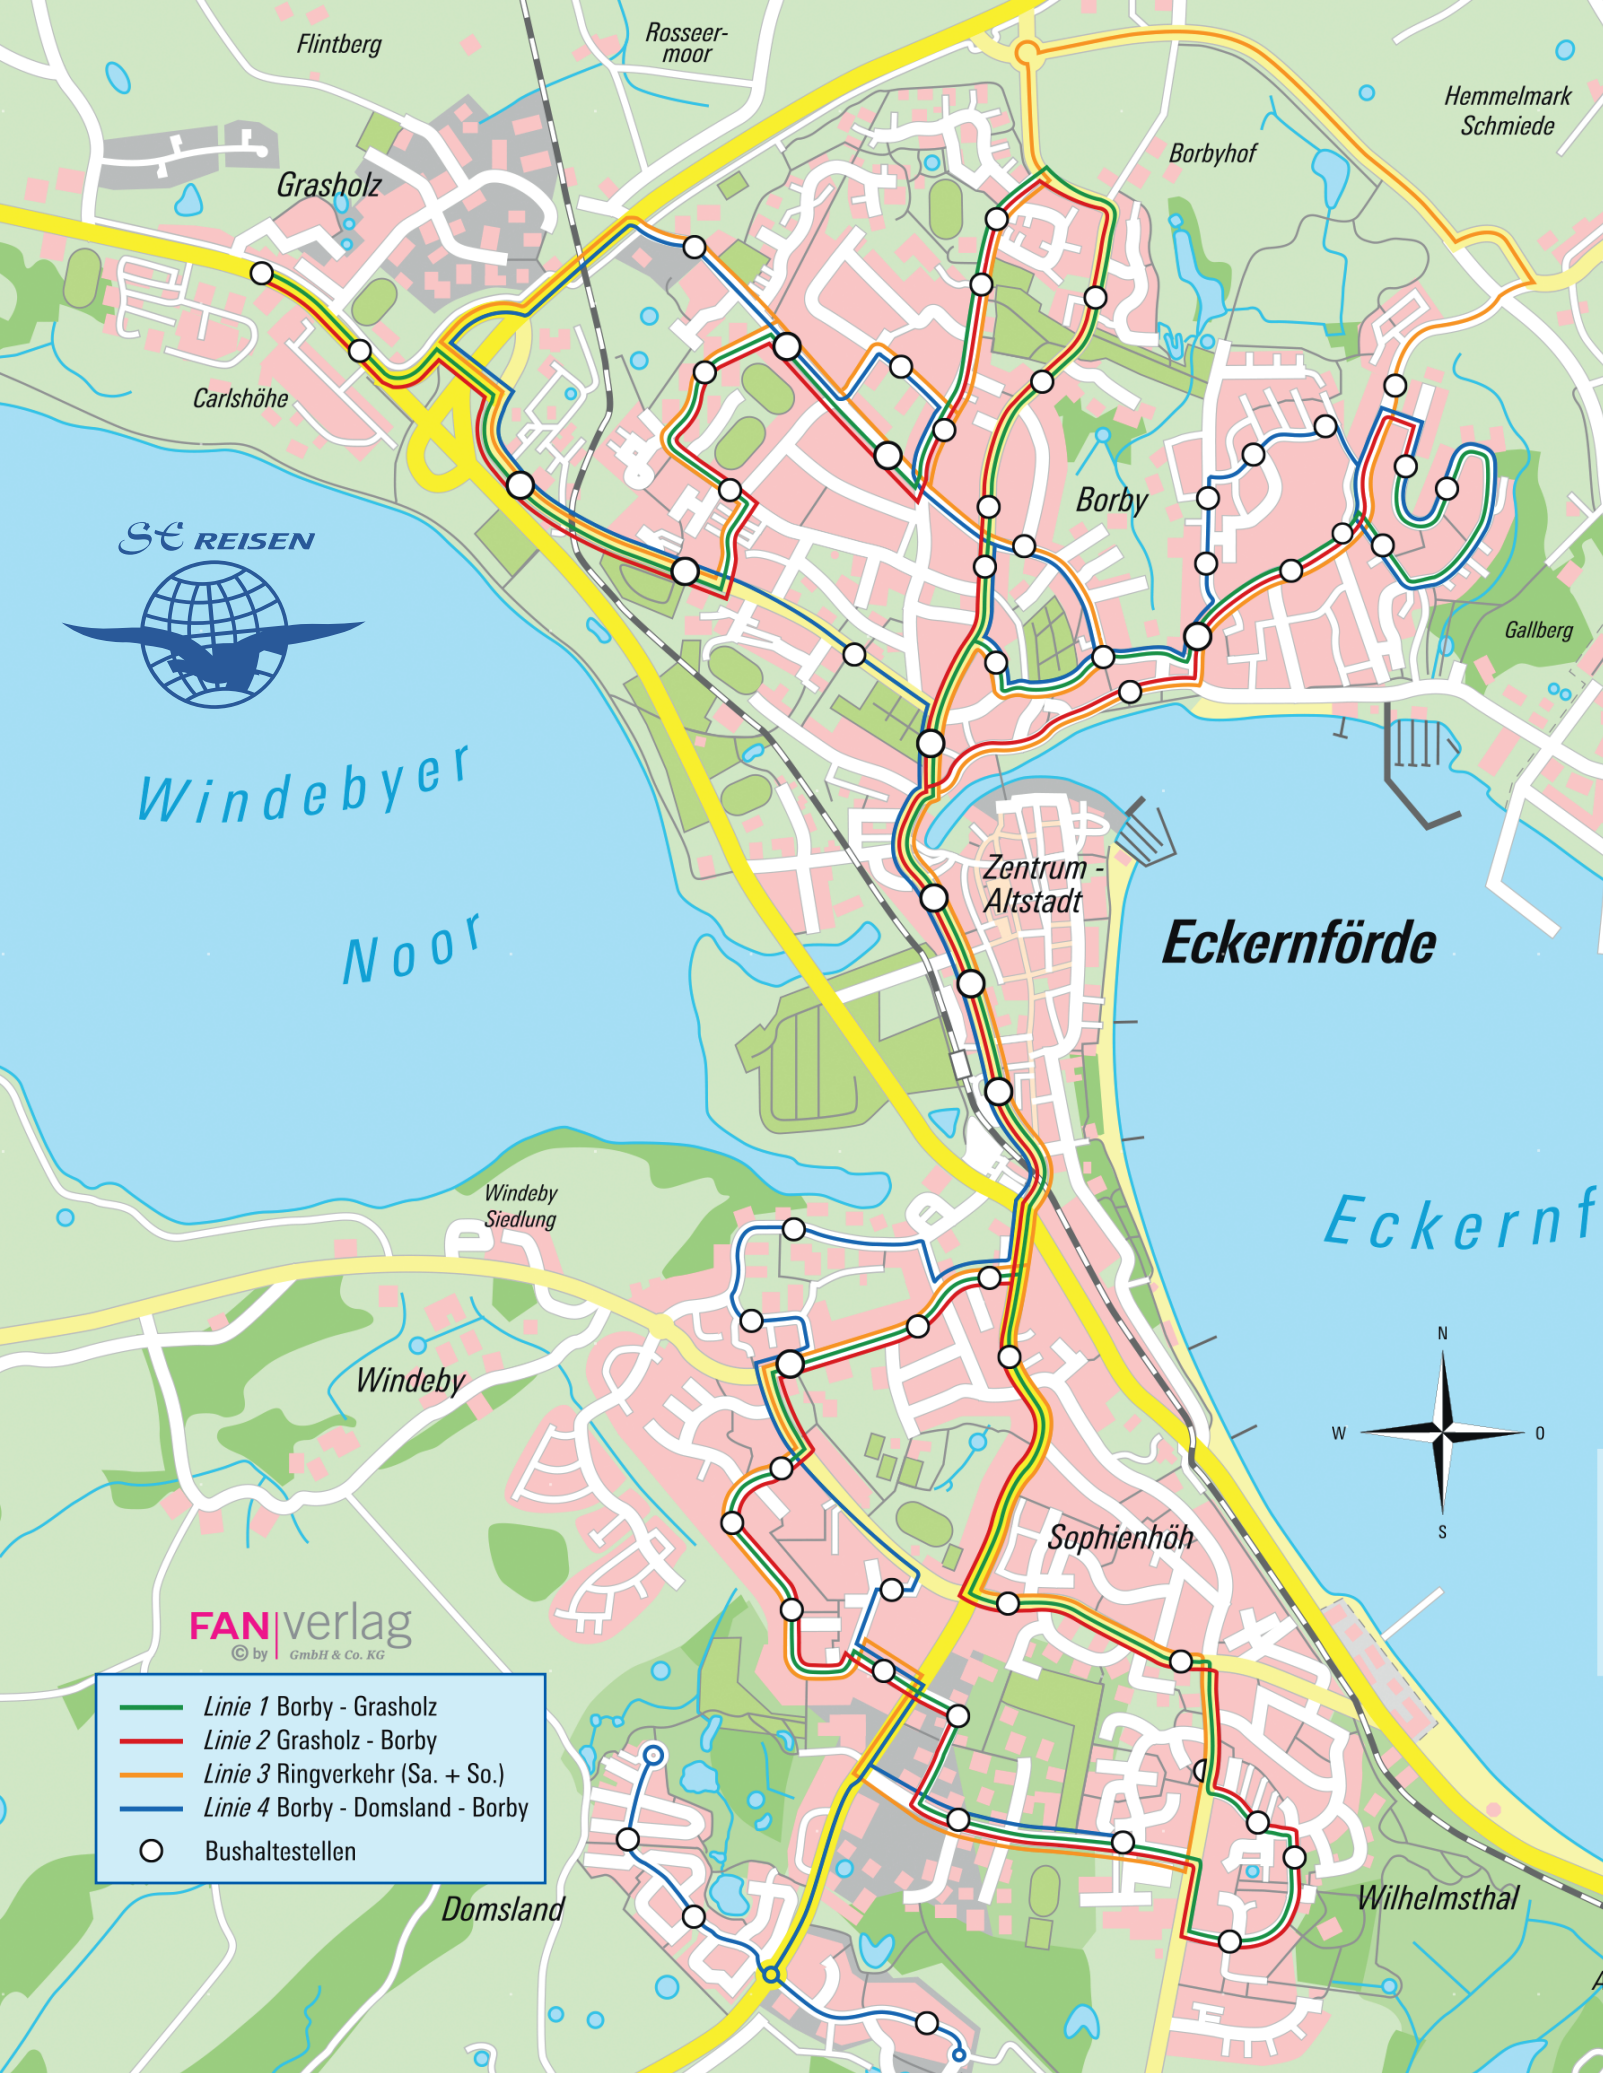 Flintberg
Rosseer-
moor
Hemmelmark
Schmiede
Borbyhof
Grasholz
Carlshöhe
Borby
St REISEN
Gallberg
Windebyer
Noor
Zentrum -
Altstadt
Eckernförde
Windeby
Siedlung
Eckernf
N
W
O
S
Windeby
Sophienhöh
FAN verlag
© by GmbH & Co. KG
Linie 1 Borby - Grasholz
Linie 2 Grasholz - Borby
Linie 3 Ringverkehr (Sa. + So.)
Linie 4 Borby - Domsland - Borby
Bushaltestellen
Domsland
Wilhelmsthal
A